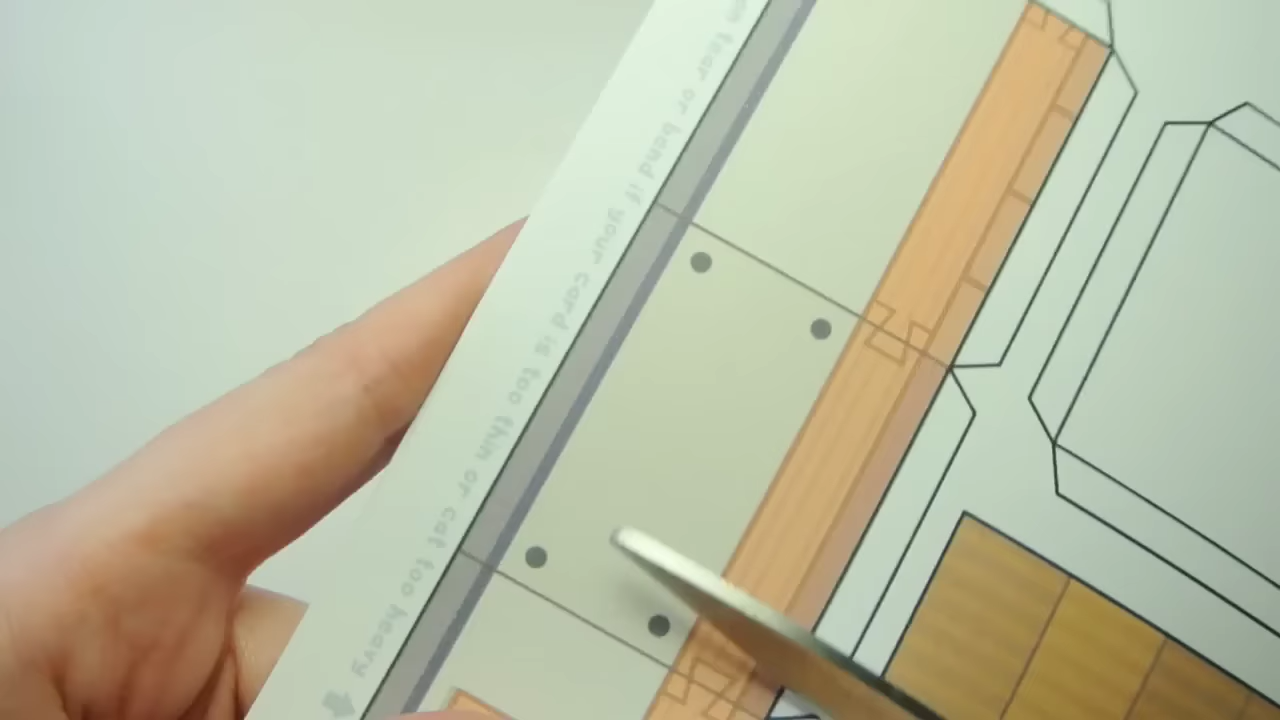 tear or bend if your card is too thin or cat too heavy